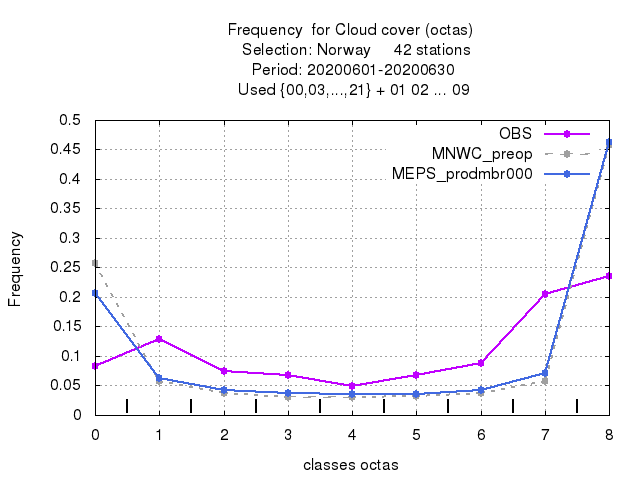 Frequency  for Cloud cover (octas)
Selection: Norway     42 stations
Period: 20200601-20200630
Used {00,03,...,21} + 01 02 ... 09
OBS
MNWC_preop
MEPS_prodmbr000
0.5
0.45
0.4
0.35
0.3
0.25
0.2
0.15
0.1
0.05
0
Frequency
0 1 2 3 4 5 6 7 8
classes octas